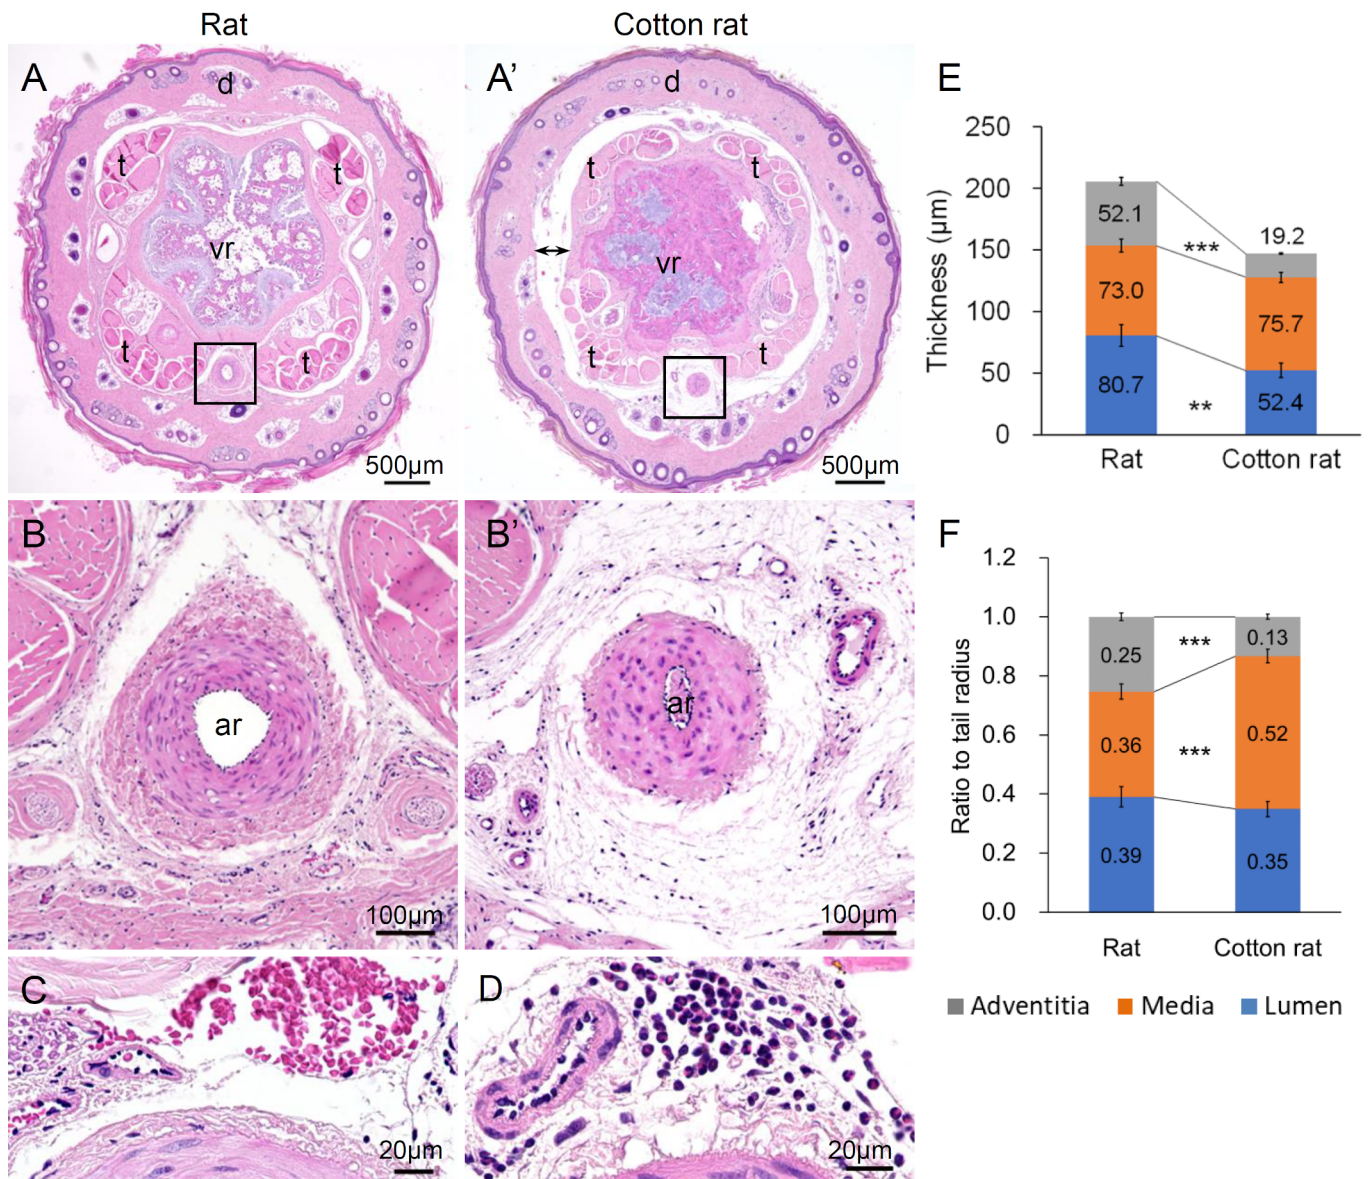 Rat
Cotton rat
A
d
t
t
vr
t
t
500μm
A’
d
t
t
vr
t
t
500μm
B
ar
100μm
B’
ar
100μm
C
20μm
D
20μm
E
Thickness (μm)
250
200
150
100
50
0
52.1
73.0
80.7
***
**
19.2
75.7
52.4
Rat
Cotton rat
F
Ratio to tail radius
1.2
1.0
0.8
0.6
0.4
0.2
0.0
0.25
0.36
0.39
***
***
0.13
0.52
0.35
Rat
Cotton rat
Adventitia
Media
Lumen